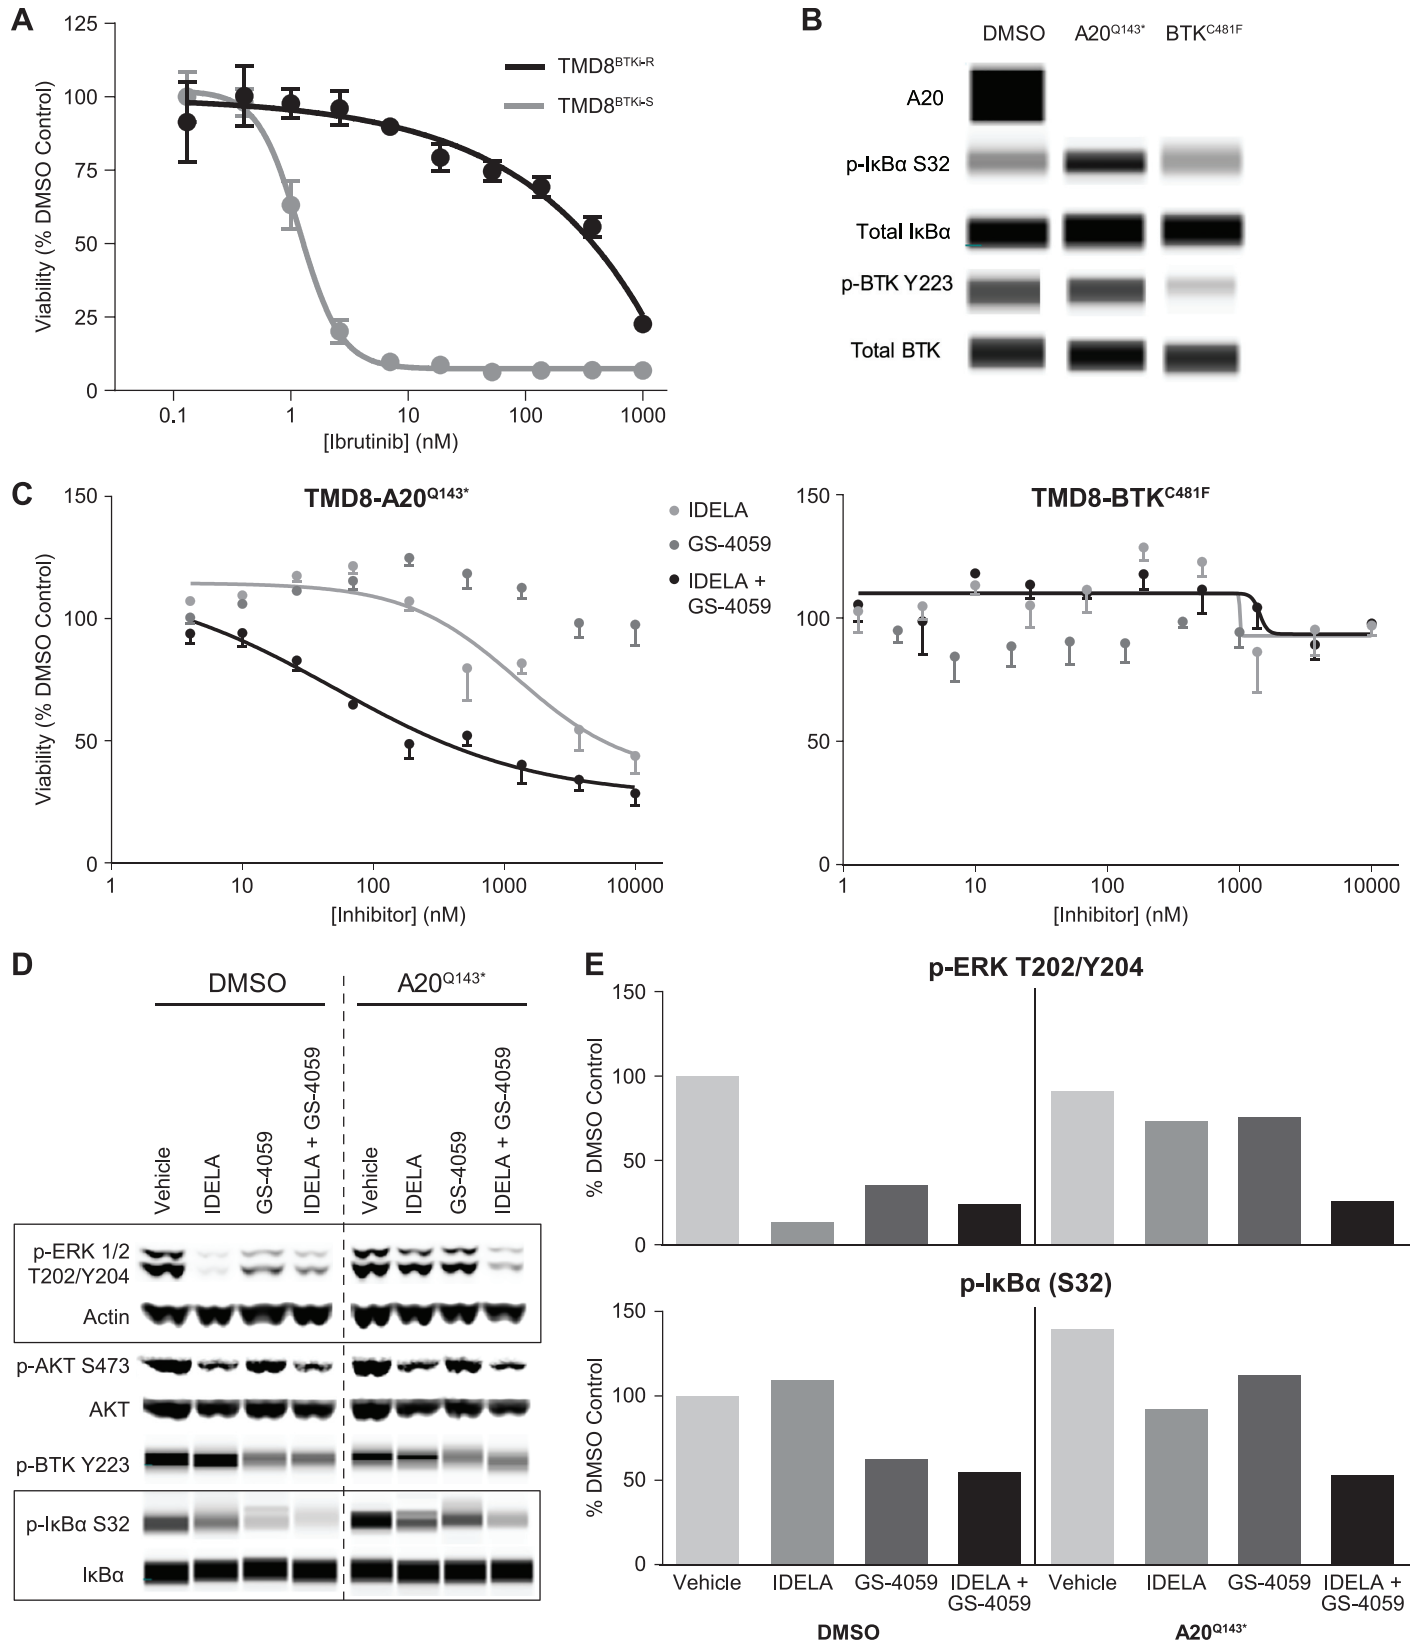 A
125
100
75
50
25
0
Viability (% DMSO Control)
0.1 1 10 100 1000
[Ibrutinib] (nM)
TMD8BTKi-R
TMD8BTKi-S
B
DMSO A20Q143* BTKC481F
A20
p-IκBα S32
Total IκBα
p-BTK Y223
Total BTK
C
TMD8-A20Q143*
150
100
50
0
Viability (% DMSO Control)
1 10 100 1000 10000
[Inhibitor] (nM)
IDELA
GS-4059
IDELA +
GS-4059
TMD8-BTKC481F
150
100
50
0
1 10 100 1000 10000
[Inhibitor] (nM)
D
DMSO A20Q143*
Vehicle
IDELA
GS-4059
IDELA + GS-4059
Vehicle
IDELA
GS-4059
IDELA + GS-4059
p-ERK 1/2
T202/Y204
Actin
p-AKT S473
AKT
p-BTK Y223
p-IκBα S32
IκBα
E
p-ERK T202/Y204
150
100
50
0
% DMSO Control
p-IκBα (S32)
150
100
50
0
% DMSO Control
Vehicle IDELA GS-4059 IDELA + Vehicle IDELA GS-4059 IDELA +
GS-4059 GS-4059
DMSO A20Q143*